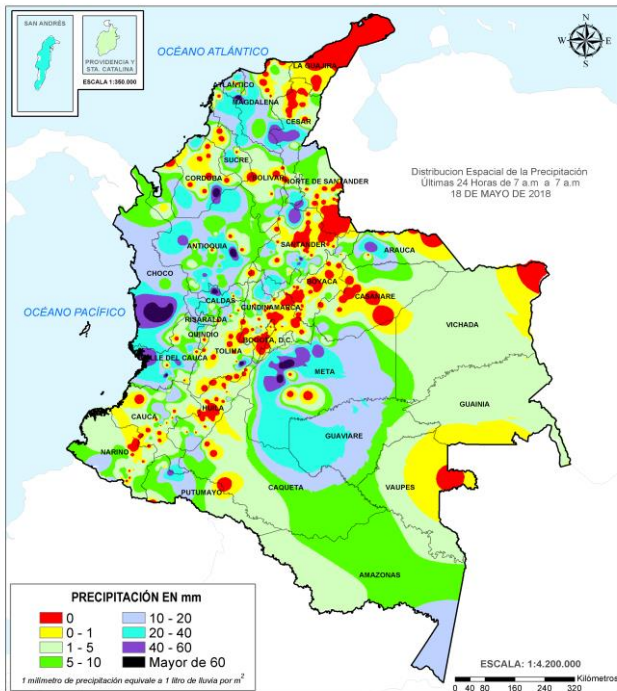 SAN ANDRÉS
PROVIDENCIA Y
STA. CATALINA
ESCALA 1:350.000
OCÉANO ATLÁNTICO
N
W
E
S
LA GUAJIRA
ATLÁNTICO
MAGDALENA
CESAR
SUCRE
CORDOBA
BOLIVAR
NORTE DE SANTANDER
Distribucion Espacial de la Precipitación
Últimas 24 Horas de 7 a.m a 7 a.m
18 DE MAYO DE 2018
ANTIOQUIA
SANTANDER
ARAUCA
CHOCO
BOYACA
CASANARE
CALDAS
CUNDINAMARCA
OCÉANO PACÍFICO
RISARALDA
VICHADA
QUINDIO
BOGOTA, D.C.
TOLIMA
VALLE DEL CAUCA
META
GUAINIA
CAUCA
HUILA
GUAVIARE
NARIÑO
CAQUETA
VAUPES
PUTUMAYO
AMAZONAS
PRECIPITACIÓN EN mm
0
10 - 20
0 - 1
20 - 40
1 - 5
40 - 60
5 - 10
Mayor de 60
1 milímetro de precipitación equivale a 1 litro de lluvia por m²
ESCALA: 1:4.200.000
Kilómetros
0 40 80 160 240 320